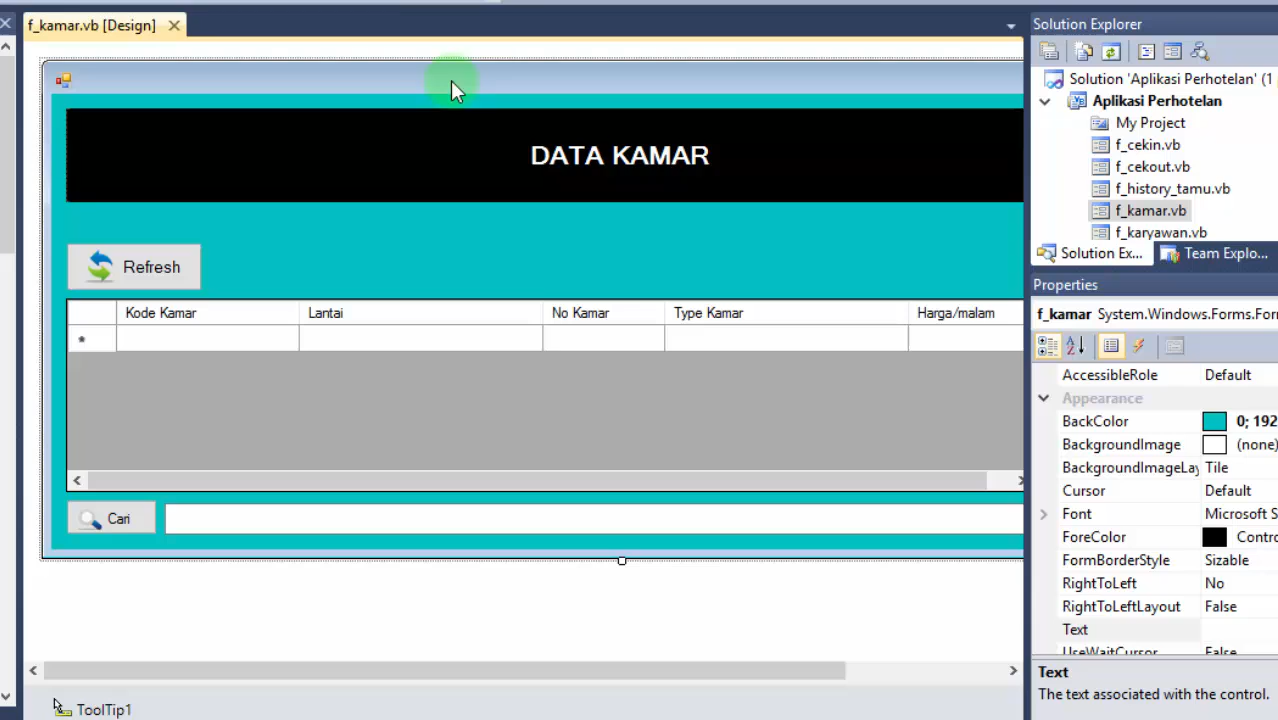 f_kamar.vb [Design]
DATA KAMAR
Refresh
Kode Kamar Lantai No Kamar Type Kamar Harga/malam
*
Cari
ToolTip1
Solution Explorer
Solution 'Aplikasi Perhotelan' (1
Aplikasi Perhotelan
My Project
f_cekin.vb
f_cekout.vb
f_history_tamu.vb
f_kamar.vb
f_karyawan.vb
Solution Ex... Team Explo...
Properties
f_kamar System.Windows.Forms.For
AccessibleRole Default
Appearance
BackColor 0; 192
BackgroundImage (none)
BackgroundImageLay Tile
Cursor Default
Font Microsoft S
ForeColor Contro
FormBorderStyle Sizable
RightToLeft No
RightToLeftLayout False
Text
UseWaitCursor False
Text
The text associated with the control.